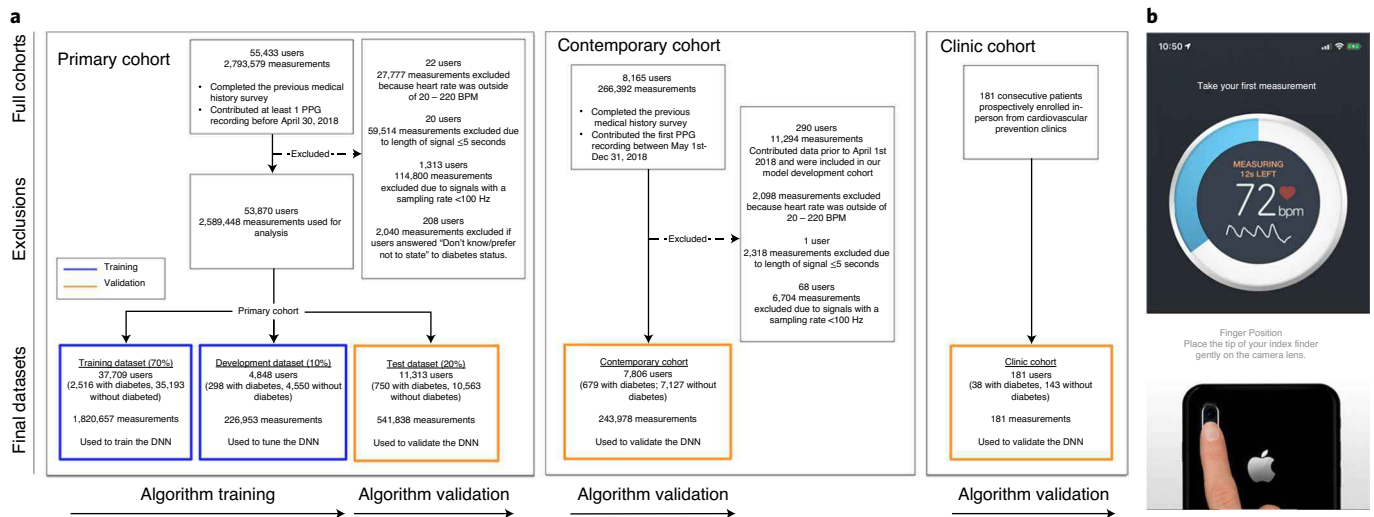 a
Full cohorts
Exclusions
Final datasets
Primary cohort
55,433 users
2,793,579 measurements
• Completed the previous medical
history survey
• Contributed at least 1 PPG
recording before April 30, 2018
Excluded
22 users
27,777 measurements excluded
because heart rate was outside
of 20 – 220 BPM
20 users
59,514 measurements excluded due
to length of signal ≤5 seconds
1,313 users
114,800 measurements
excluded due to signals with a
sampling rate <100 Hz
208 users
2,040 measurements excluded if
users answered “Don’t know/prefer
not to state” to diabetes status.
53,870 users
2,589,448 measurements used for
analysis
Training
Validation
Primary cohort
Training dataset (70%)
37,709 users
(2,516 with diabetes, 35,193
without diabeted)
1,820,657 measurements
Used to train the DNN
Development dataset (10%)
4,848 users
(298 with diabetes, 4,550 without
diabetes)
226,953 measurements
Used to tune the DNN
Test dataset (20%)
11,313 users
(750 with diabetes, 10,563
without diabetes)
541,838 measurements
Used to validate the DNN
Algorithm training
Algorithm validation
Contemporary cohort
8,165 users
266,392 measurements
• Completed the previous
medical history survey
• Contributed the first PPG
recording between May 1st-
Dec 31, 2018
Excluded
290 users
11,294 measurements
Contributed data prior to April 1st
2018 and were included in our
model development cohort
2,098 measurements excluded
because heart rate was outside of
20 – 220 BPM
1 user
2,318 measurements excluded due
to length of signal ≤5 seconds
68 users
6,704 measurements
excluded due to signals with a
sampling rate <100 Hz
Contemporary cohort
7,806 users
(679 with diabetes; 7,127 without
diabetes)
243,978 measurements
Used to validate the DNN
Algorithm validation
Clinic cohort
181 consecutive patients
prospectively enrolled in-
person from cardiovascular
prevention clinics
Clinic cohort
181 users
(38 with diabetes, 143 without
diabetes)
181 measurements
Used to validate the DNN
Algorithm validation
b
10:50
Take your first measurement
MEASURING
12s LEFT
72 bpm
Finger Position
Place the tip of your index finder
gently on the camera lens.